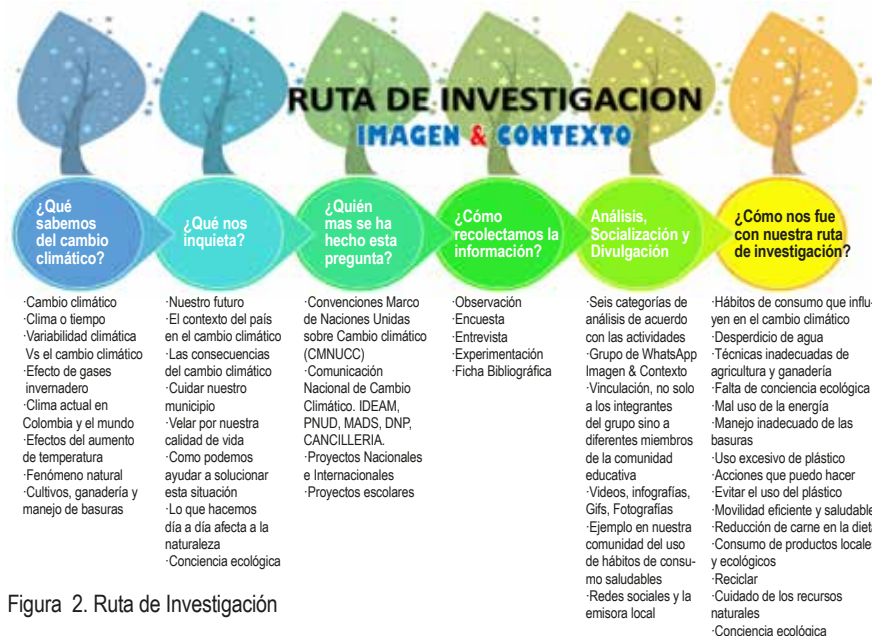 RUTA DE INVESTIGACION
IMAGEN & CONTEXTO
¿Qué
sabemos
del cambio
climático?
·Cambio climático
·Clima o tiempo
·Variabilidad climática
Vs el cambio climático
·Efecto de gases
invernadero
·Clima actual en
Colombia y el mundo
·Efectos del aumento
de temperatura
·Fenómeno natural
·Cultivos, ganadería y
manejo de basuras
¿Qué nos
inquieta?
·Nuestro futuro
·El contexto del país
en el cambio climático
·Las consecuencias
del cambio climático
·Cuidar nuestro
municipio
·Velar por nuestra
calidad de vida
·Como podemos
ayudar a solucionar
esta situación
·Lo que hacemos
día a día afecta a la
naturaleza
·Conciencia ecológica
¿Quién
mas se ha
hecho esta
pregunta?
·Convenciones Marco
de Naciones Unidas
sobre Cambio climático
(CMNUCC)
·Comunicación
Nacional de Cambio
Climático. IDEAM,
PNUD, MADS, DNP,
CANCILLERIA.
·Proyectos Nacionales
e Internacionales
·Proyectos escolares
¿Cómo
recolectamos la
información?
·Observación
·Encuesta
·Entrevista
·Experimentación
·Ficha Bibliográfica
Análisis,
Socialización y
Divulgación
·Seis categorías de
análisis de acuerdo
con las actividades
·Grupo de WhatsApp
Imagen & Contexto
·Vinculación, no solo
a los integrantes
del grupo sino a
diferentes miembros
de la comunidad
educativa
·Videos, infografías,
Gifs, Fotografías
·Ejemplo en nuestra
comunidad del uso
de hábitos de consu-
mo saludables
·Redes sociales y la
emisora local
¿Cómo nos fue
con nuestra ruta
de investigación?
·Hábitos de consumo que influ-
yen en el cambio climático
·Desperdicio de agua
·Técnicas inadecuadas de
agricultura y ganadería
·Falta de conciencia ecológica
·Mal uso de la energía
·Manejo inadecuado de las
basuras
·Uso excesivo de plástico
·Acciones que puedo hacer
·Evitar el uso del plástico
·Movilidad eficiente y saludable
·Reducción de carne en la dieta
·Consumo de productos locales
y ecológicos
·Reciclar
·Cuidado de los recursos
naturales
·Conciencia ecológica
Figura 2. Ruta de Investigación